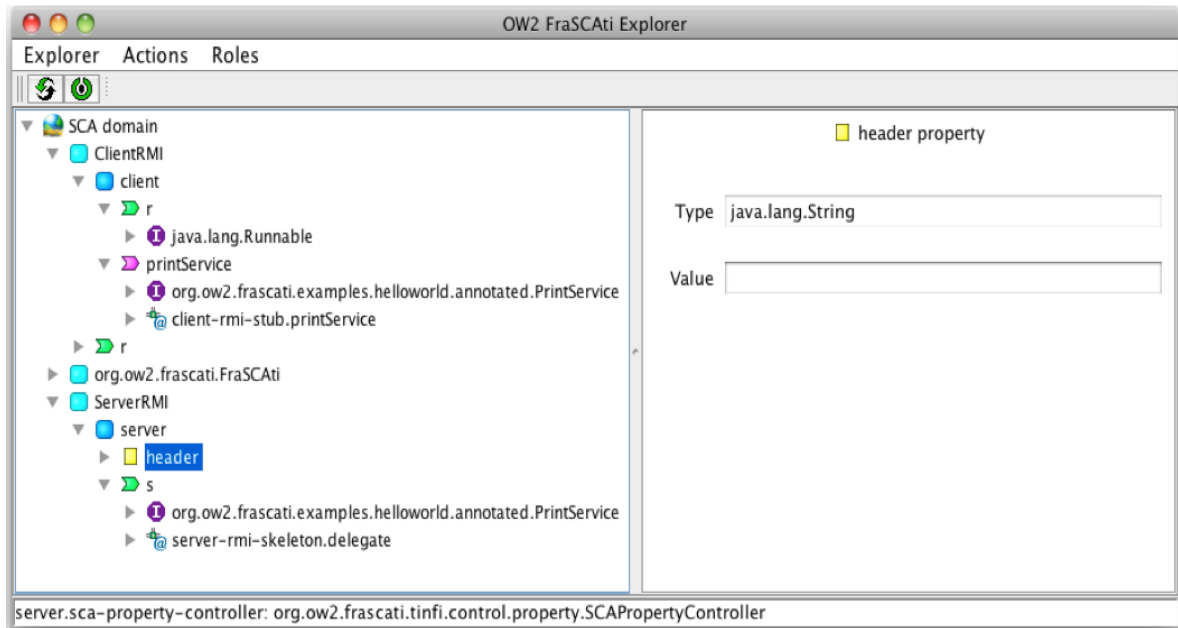 OW2 FraSCAti Explorer
Explorer Actions Roles
SCA domain
ClientRMI
client
r
I java.lang.Runnable
printService
I org.ow2.frascati.examples.helloworld.annotated.PrintService
@ client-rmi-stub.printService
r
org.ow2.frascati.FraSCAti
ServerRMI
server
header
s
I org.ow2.frascati.examples.helloworld.annotated.PrintService
@ server-rmi-skeleton.delegate
header property
Type java.lang.String
Value
server.sca-property-controller: org.ow2.frascati.tinfi.control.property.SCAPropertyController